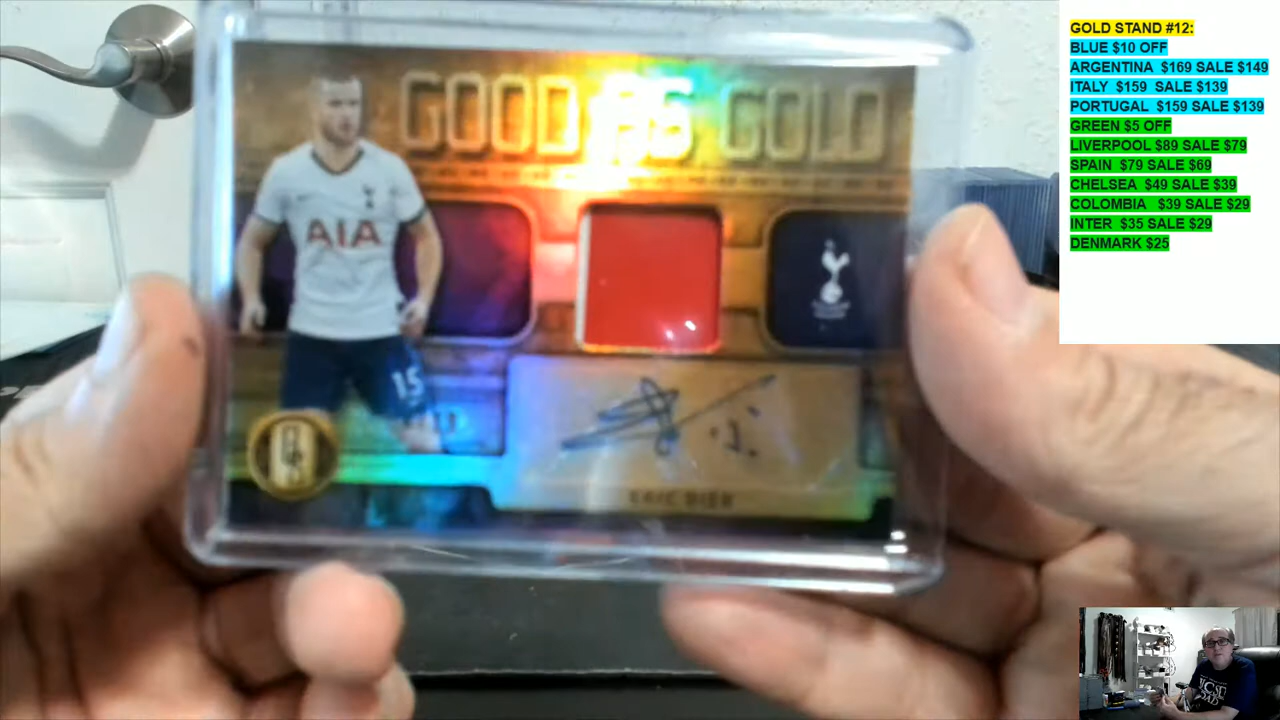 GOOD AS GOLD
AIA
15
ERIC DIER
GOLD STAND #12:
BLUE $10 OFF
ARGENTINA $169 SALE $149
ITALY $159 SALE $139
PORTUGAL $159 SALE $139
GREEN $5 OFF
LIVERPOOL $89 SALE $79
SPAIN $79 SALE $69
CHELSEA $49 SALE $39
COLOMBIA $39 SALE $29
INTER $35 SALE $29
DENMARK $25